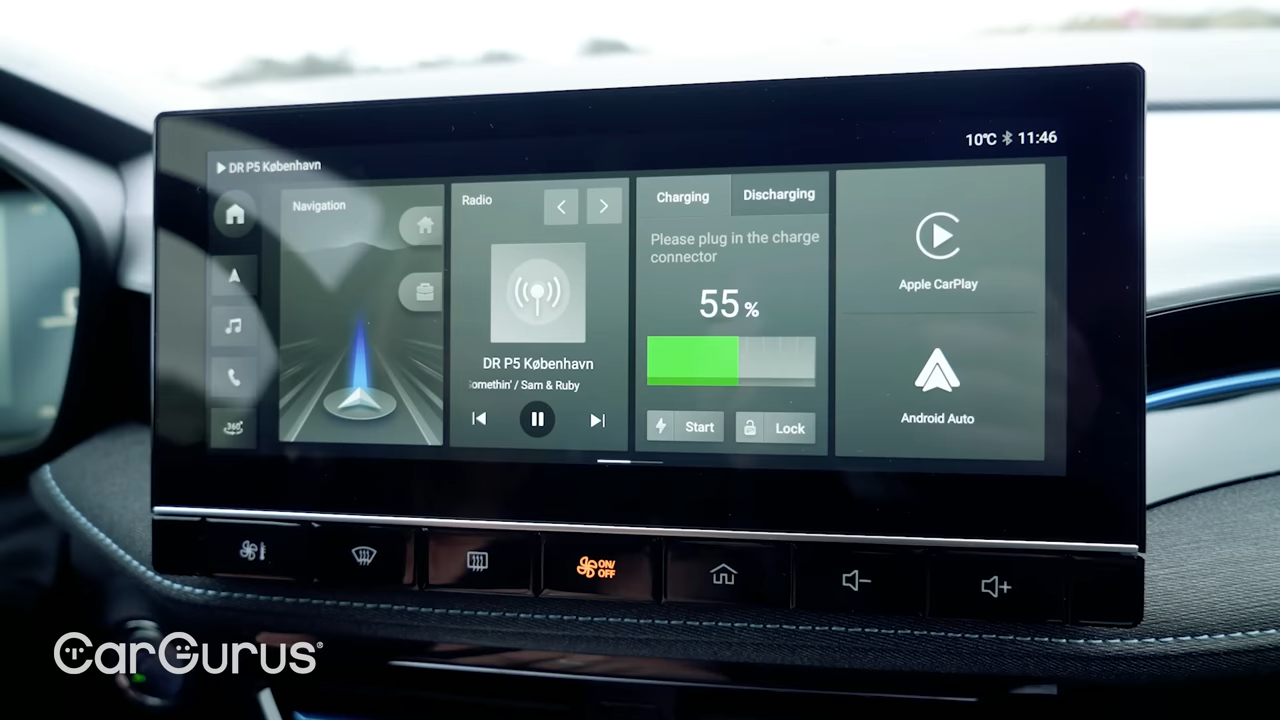 10℃ 11:46
DR P5 København
Navigation
Radio
DR P5 København
omethin' / Sam & Ruby
Charging
Discharging
Please plug in the charge
connector
55 %
Start
Lock
Apple CarPlay
Android Auto
360°
ON/
OFF
CarGurus®